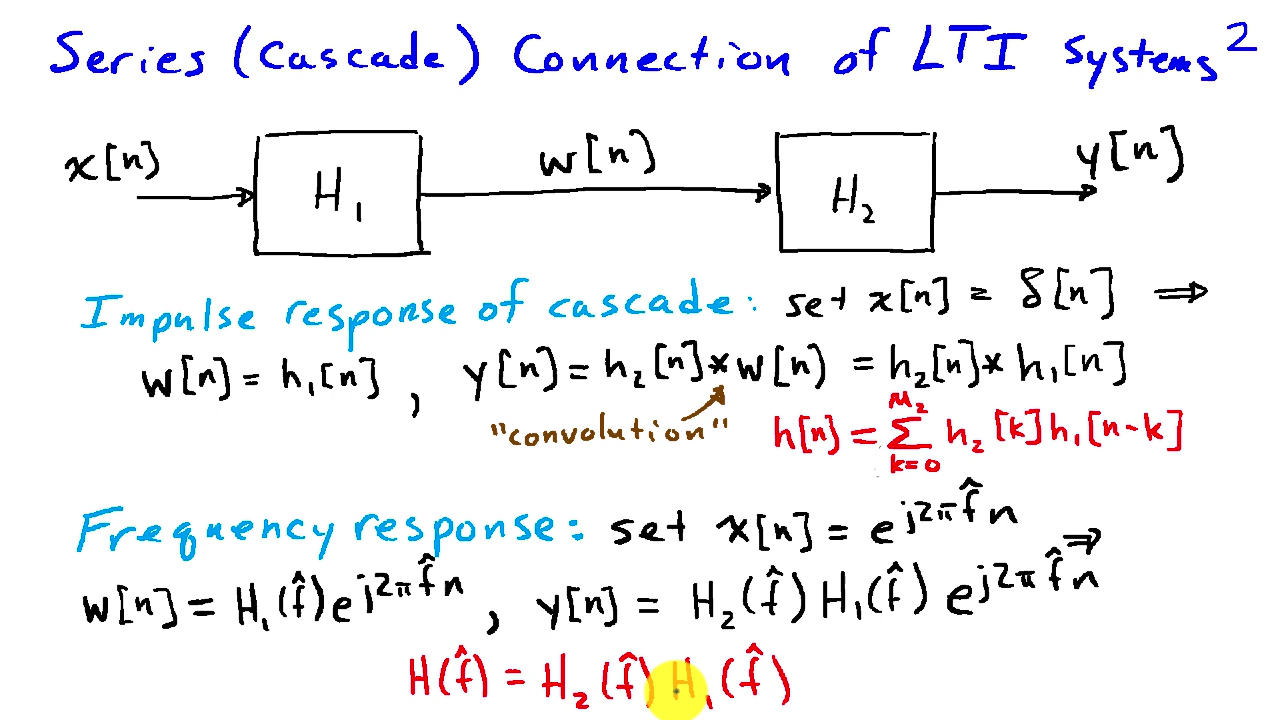 Series (Cascade) Connection of LTI Systems 2
x[n] H₁ w[n] H₂ y[n]
Impulse response of cascade: set x[n] = δ[n] ⇒
w[n] = h₁[n] , y[n] = h₂[n] * w[n] = h₂[n] * h₁[n]
"convolution" h[n] = ∑_{k=0}^{M₂} h₂[k]h₁[n-k]
Frequency response: set x[n] = e^{j2πf̂n} ⇒
w[n] = H₁(f̂)e^{j2πf̂n} , y[n] = H₂(f̂)H₁(f̂)e^{j2πf̂n}
H(f̂) = H₂(f̂)H₁(f̂)